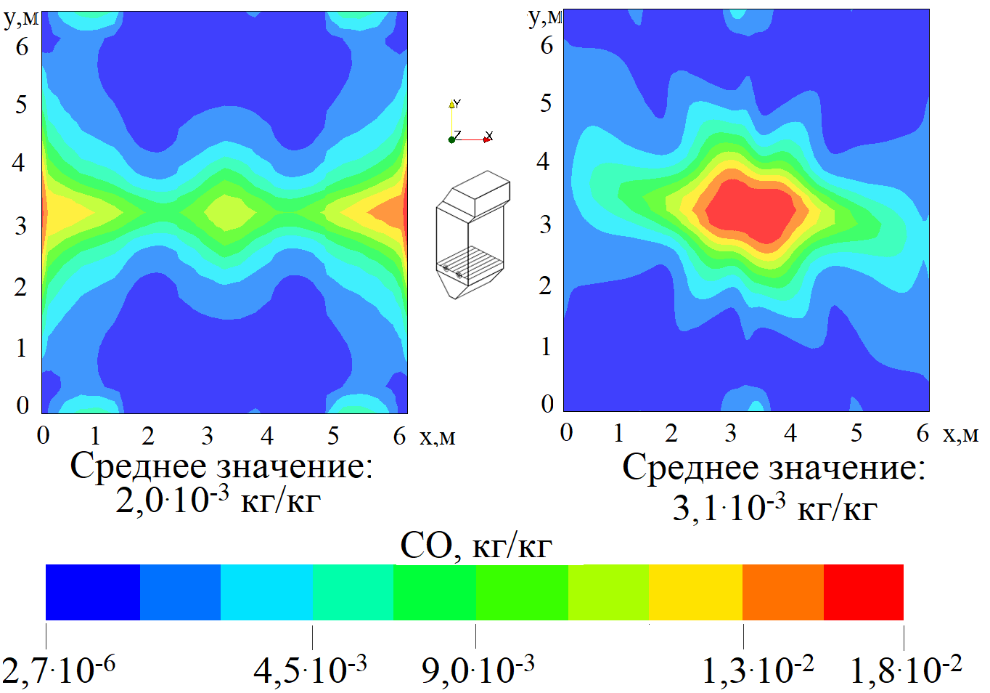 у,м
6
5
4
3
2
1
0
0 1 2 3 4 5 6 х,м
Среднее значение:
2,0·10-3 кг/кг
Y
Z X
у,м
6
5
4
3
2
1
0
0 1 2 3 4 5 6 х,м
Среднее значение:
3,1·10-3 кг/кг
CO, кг/кг
2,7·10-6 4,5·10-3 9,0·10-3 1,3·10-2 1,8·10-2